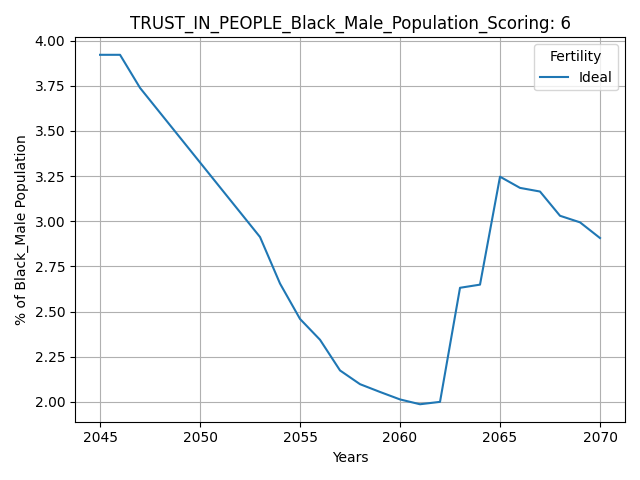 TRUST_IN_PEOPLE_Black_Male_Population_Scoring: 6
% of Black_Male Population
4.00
3.75
3.50
3.25
3.00
2.75
2.50
2.25
2.00
Fertility
Ideal
2045 2050 2055 2060 2065 2070
Years